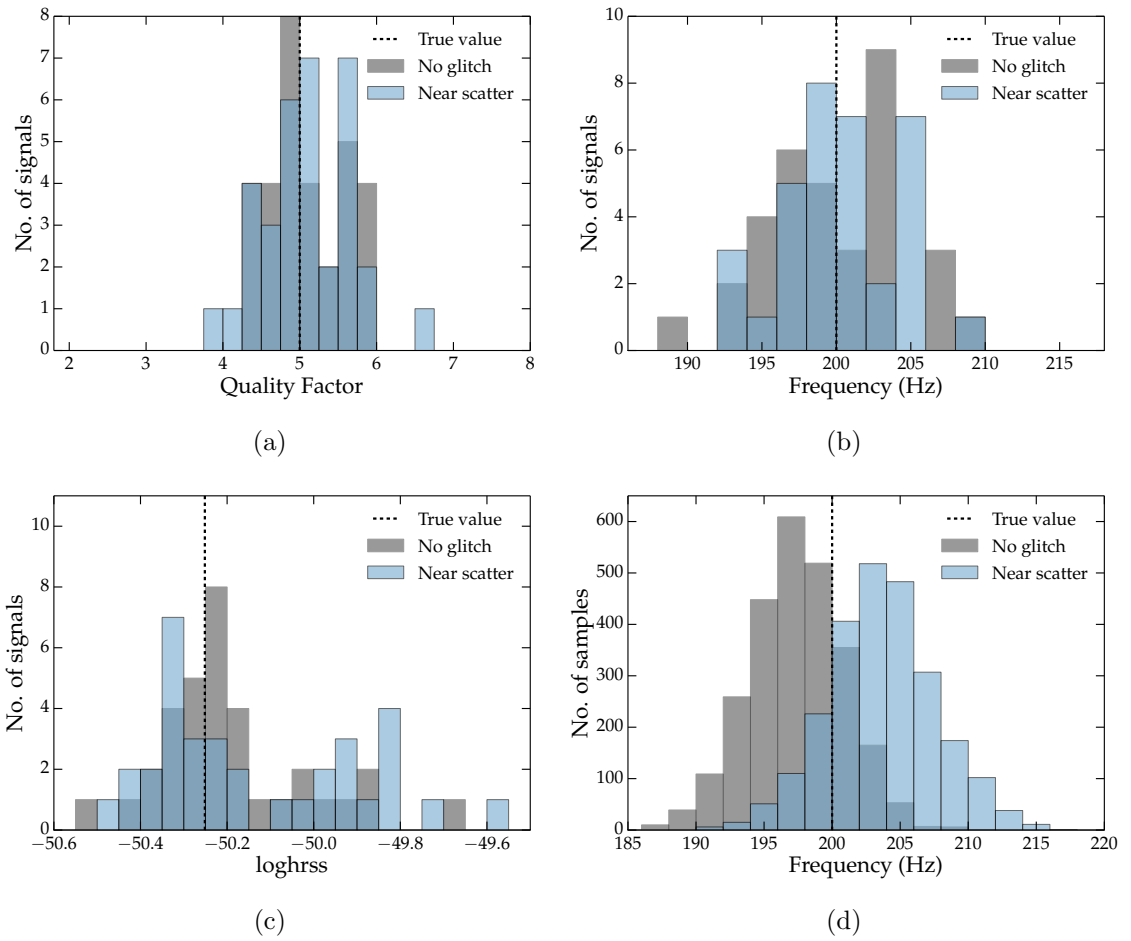 True value
No glitch
Near scatter
No. of signals
8
7
6
5
4
3
2
1
0
2 3 4 5 6 7 8
Quality Factor
(a)
True value
No glitch
Near scatter
No. of signals
10
8
6
4
2
0
190 195 200 205 210 215
Frequency (Hz)
(b)
True value
No glitch
Near scatter
No. of signals
10
8
6
4
2
0
−50.6 −50.4 −50.2 −50.0 −49.8 −49.6
loghrss
(c)
True value
No glitch
Near scatter
No. of samples
600
500
400
300
200
100
0
185 190 195 200 205 210 215 220
Frequency (Hz)
(d)